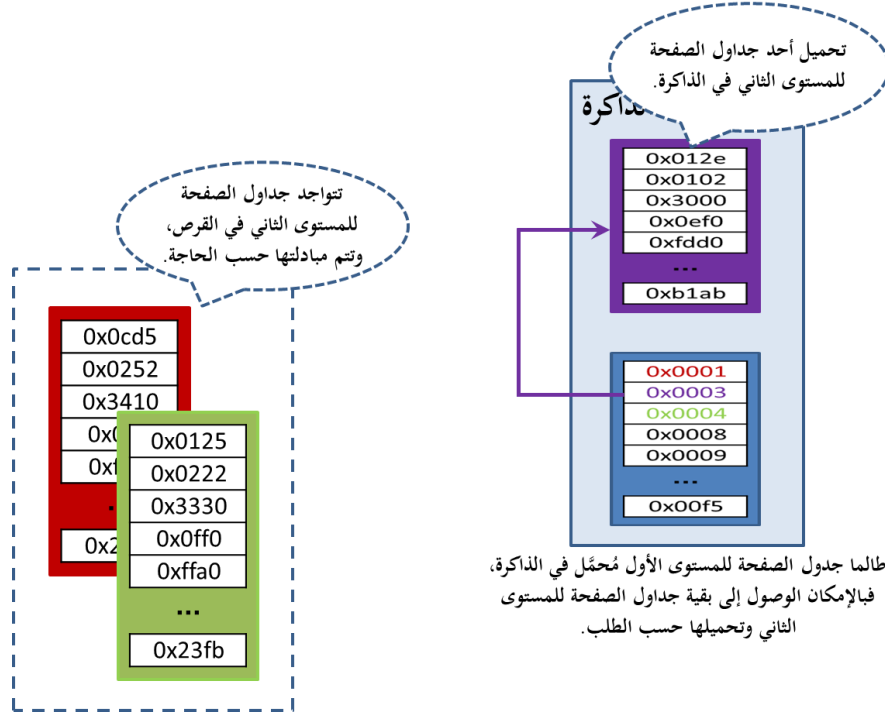 تحميل أحد جداول الصفحة
للمستوى الثاني في الذاكرة.
0x012e
0x0102
0x3000
0x0ef0
0xfdd0
...
0xb1ab
0x0001
0x0003
0x0004
0x0008
0x0009
...
0x00f5
طالما جدول الصفحة للمستوى الأول مُحمَّل في الذاكرة،
فبالإمكان الوصول إلى بقية جداول الصفحة للمستوى
الثاني وتحميلها حسب الطلب.
تتواجد جداول الصفحة
للمستوى الثاني في القرص،
وتتم مبادلتها حسب الحاجة.
0x0cd5
0x0252
0x3410
0x0125
0x0222
0x3330
0x0ff0
0xffa0
...
0x23fb